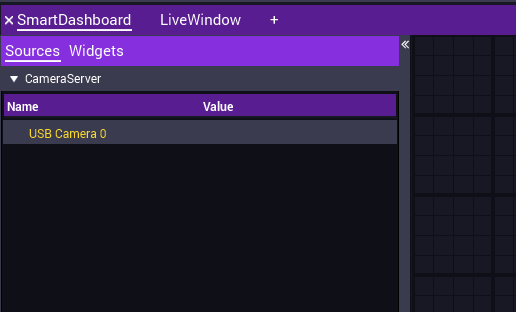 SmartDashboard LiveWindow +
Sources Widgets
CameraServer
Name Value
USB Camera 0